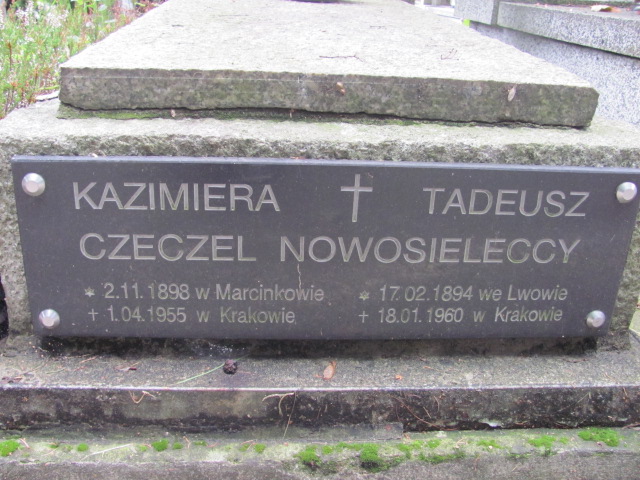 KAZIMIERA † TADEUSZ
CZECZEL NOWOSIELECCY
* 2.11.1898 w Marcinkowie * 17.02.1894 we Lwowie
+ 1.04.1955 w Krakowie + 18.01.1960 w Krakowie